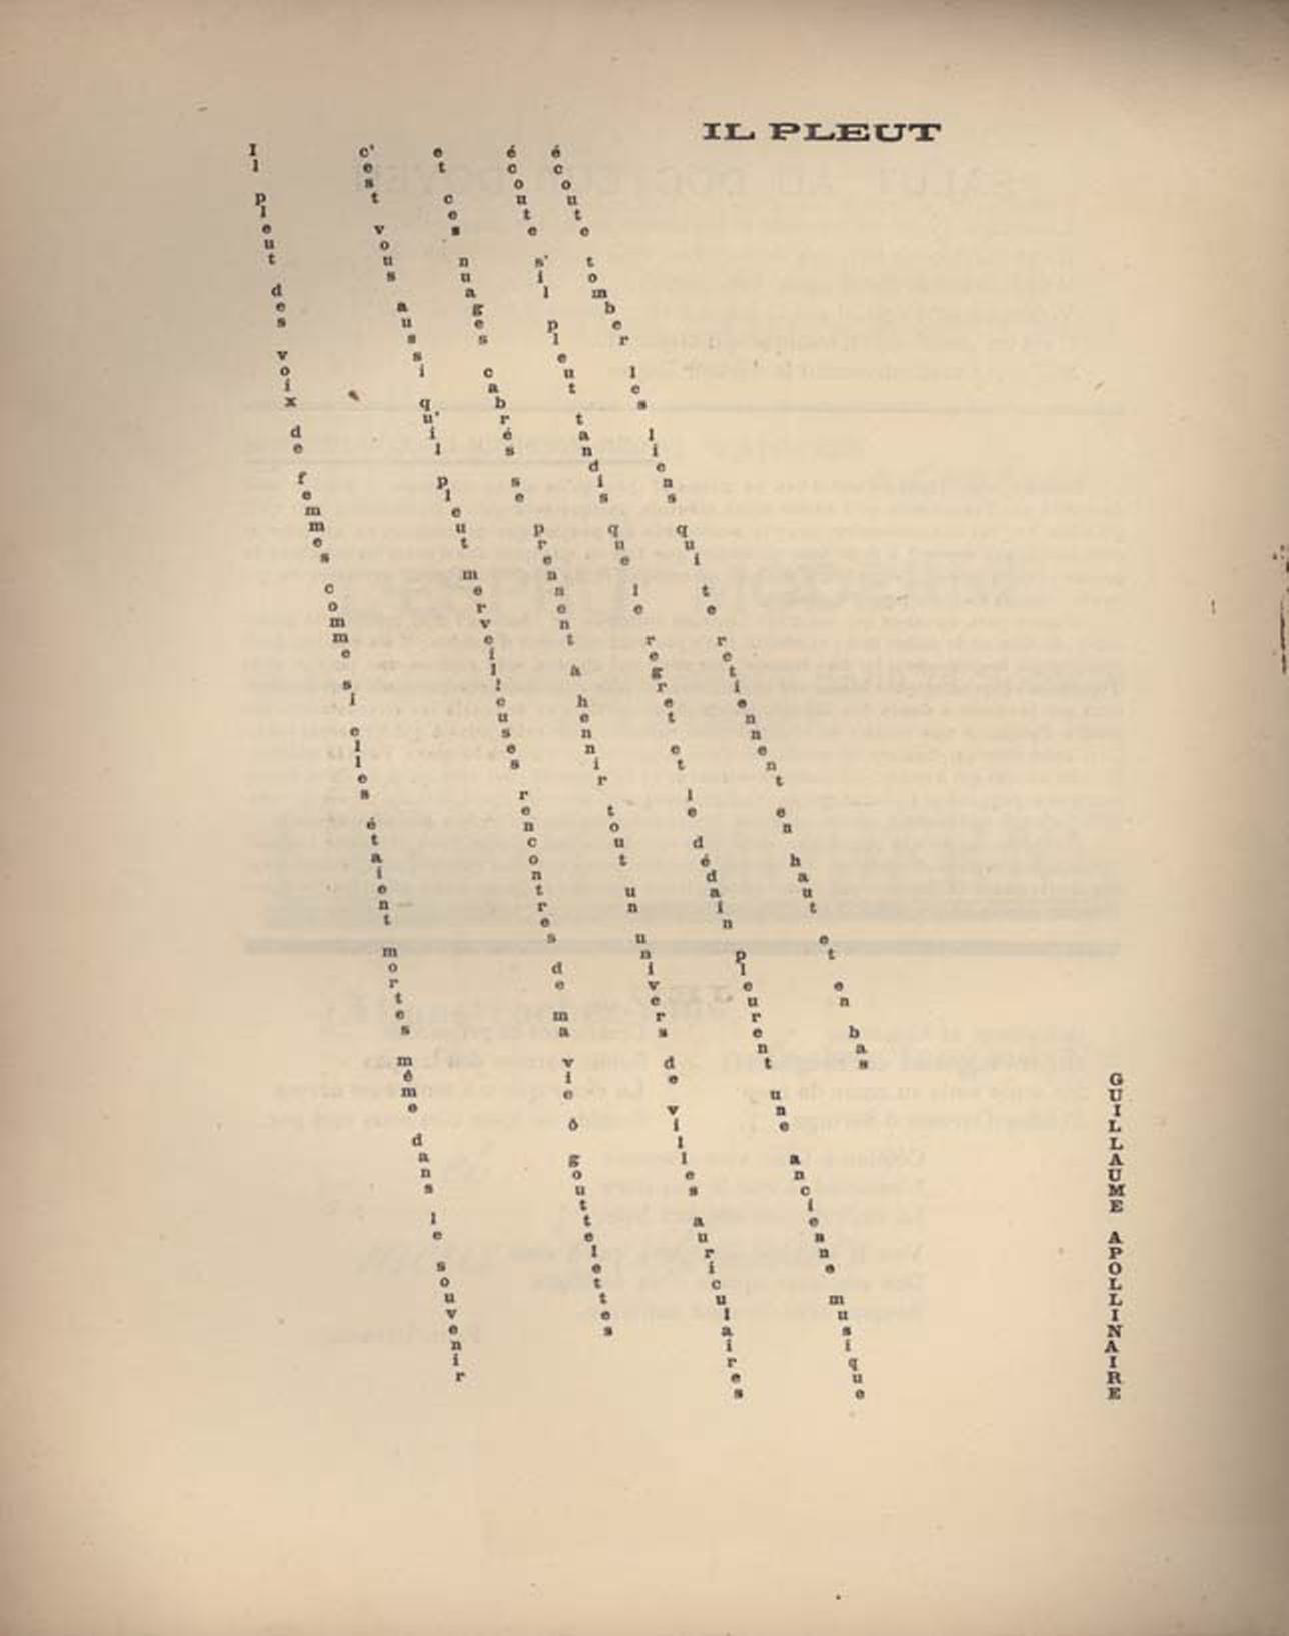 IL PLEUT
Il pleut des voix de femmes comme si elles étaient mortes même dans le souvenir
c'est vous aussi qu'il pleut merveilleuses rencontres de ma vie ô gouttelettes
et ces nuages cabrés se prennent à hennir tout un univers de villes auriculaires
écoute s'il pleut tandis que le regret et le dédain pleurent une ancienne musique
écoute tomber les liens qui te retiennent en haut et en bas
GUILLAUME APOLLINAIRE